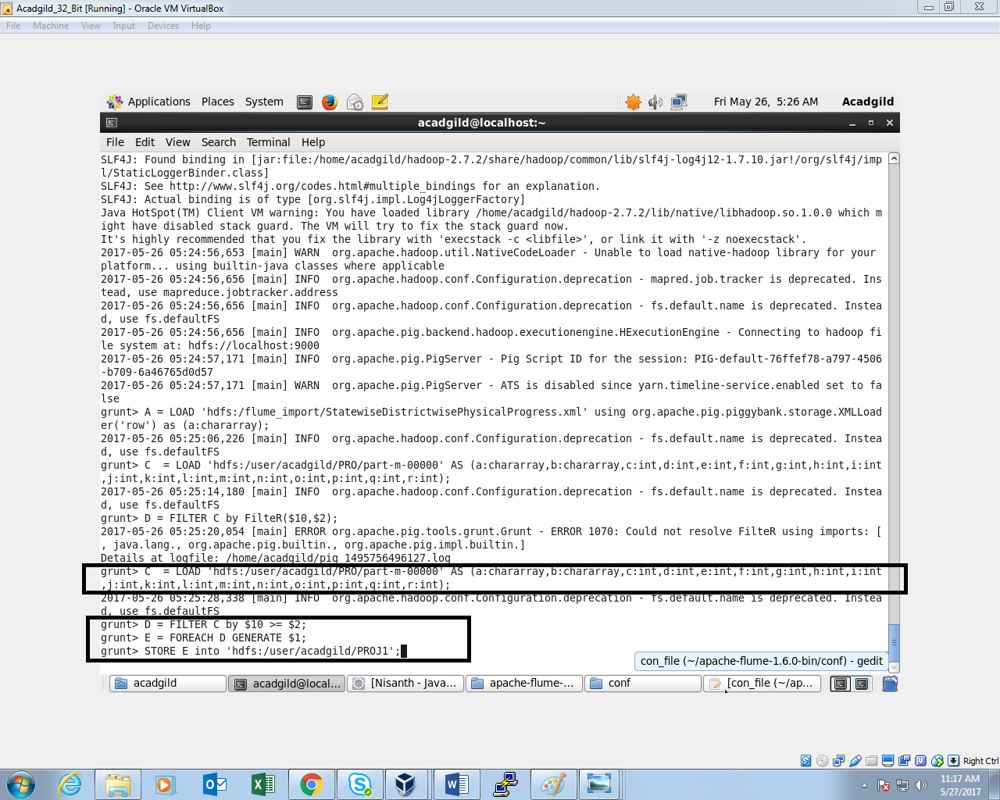 Acadgild_32_Bit [Running] - Oracle VM VirtualBox
File Machine View Input Devices Help
Applications Places System Fri May 26, 5:26 AM Acadgild
acadgild@localhost:~
File Edit View Search Terminal Help
SLF4J: Found binding in [jar:file:/home/acadgild/hadoop-2.7.2/share/hadoop/common/lib/slf4j-log4j12-1.7.10.jar!/org/slf4j/imp
l/StaticLoggerBinder.class]
SLF4J: See http://www.slf4j.org/codes.html#multiple_bindings for an explanation.
SLF4J: Actual binding is of type [org.slf4j.impl.Log4jLoggerFactory]
Java HotSpot(TM) Client VM warning: You have loaded library /home/acadgild/hadoop-2.7.2/lib/native/libhadoop.so.1.0.0 which m
ight have disabled stack guard. The VM will try to fix the stack guard now.
It's highly recommended that you fix the library with 'execstack -c <libfile>', or link it with '-z noexecstack'.
2017-05-26 05:24:56,653 [main] WARN  org.apache.hadoop.util.NativeCodeLoader - Unable to load native-hadoop library for your
platform... using builtin-java classes where applicable
2017-05-26 05:24:56,656 [main] INFO  org.apache.hadoop.conf.Configuration.deprecation - mapred.job.tracker is deprecated. Ins
tead, use mapreduce.jobtracker.address
2017-05-26 05:24:56,656 [main] INFO  org.apache.hadoop.conf.Configuration.deprecation - fs.default.name is deprecated. Instea
d, use fs.defaultFS
2017-05-26 05:24:56,656 [main] INFO  org.apache.pig.backend.hadoop.executionengine.HExecutionEngine - Connecting to hadoop fi
le system at: hdfs://localhost:9000
2017-05-26 05:24:57,171 [main] INFO  org.apache.pig.PigServer - Pig Script ID for the session: PIG-default-76ffef78-a797-4506
-b709-6a46765d0d57
2017-05-26 05:24:57,171 [main] WARN  org.apache.pig.PigServer - ATS is disabled since yarn.timeline-service.enabled set to fa
lse
grunt> A = LOAD 'hdfs:/flume_import/StatewiseDistrictwisePhysicalProgress.xml' using org.apache.pig.piggybank.storage.XMLLoad
er('row') as (a:chararray);
2017-05-26 05:25:06,226 [main] INFO  org.apache.hadoop.conf.Configuration.deprecation - fs.default.name is deprecated. Instea
d, use fs.defaultFS
grunt> C  = LOAD 'hdfs:/user/acadgild/PRO/part-m-00000' AS (a:chararray,b:chararray,c:int,d:int,e:int,f:int,g:int,h:int,i:int
,j:int,k:int,l:int,m:int,n:int,o:int,p:int,q:int,r:int);
2017-05-26 05:25:14,180 [main] INFO  org.apache.hadoop.conf.Configuration.deprecation - fs.default.name is deprecated. Instea
d, use fs.defaultFS
grunt> D = FILTER C by FilteR($10,$2);
2017-05-26 05:25:20,054 [main] ERROR org.apache.pig.tools.grunt.Grunt - ERROR 1070: Could not resolve FilteR using imports: [
, java.lang., org.apache.pig.builtin., org.apache.pig.impl.builtin.]
Details at logfile: /home/acadgild/pig_1495756496127.log
grunt> C  = LOAD 'hdfs:/user/acadgild/PRO/part-m-00000' AS (a:chararray,b:chararray,c:int,d:int,e:int,f:int,g:int,h:int,i:int
,j:int,k:int,l:int,m:int,n:int,o:int,p:int,q:int,r:int);
2017-05-26 05:25:28,338 [main] INFO  org.apache.hadoop.conf.Configuration.deprecation - fs.default.name is deprecated. Instea
d, use fs.defaultFS
grunt> D = FILTER C by $10 >= $2;
grunt> E = FOREACH D GENERATE $1;
grunt> STORE E into 'hdfs:/user/acadgild/PROJ1';
con_file (~/apache-flume-1.6.0-bin/conf) - gedit
acadgild acadgild@local... [Nisanth - Java... apache-flume-... conf [con_file (~/ap...
Right Ctrl
11:17 AM
5/27/2017